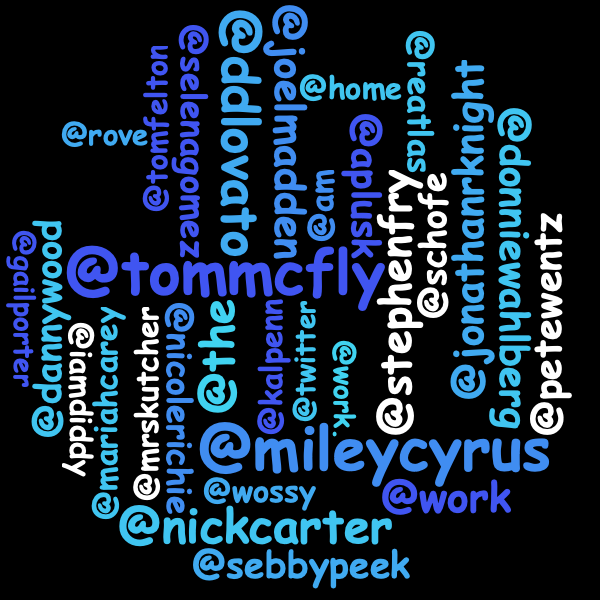 @joelmadden
@ddlovato
@selenagomez
@reatlas
@tomfelton
@home
@jonathanrknight
@donniewahlberg
@rove
@aplusk
@am
@stephenfry
@schofe
@petewentz
@gailporter
@dannywood
@tommcfly
@iamdiddy
@mariahcarey
@mrskutcher
@nicolerichie
@the
@kalpenn
@twitter
@work.
@mileycyrus
@wossy
@work
@nickcarter
@sebbypeek